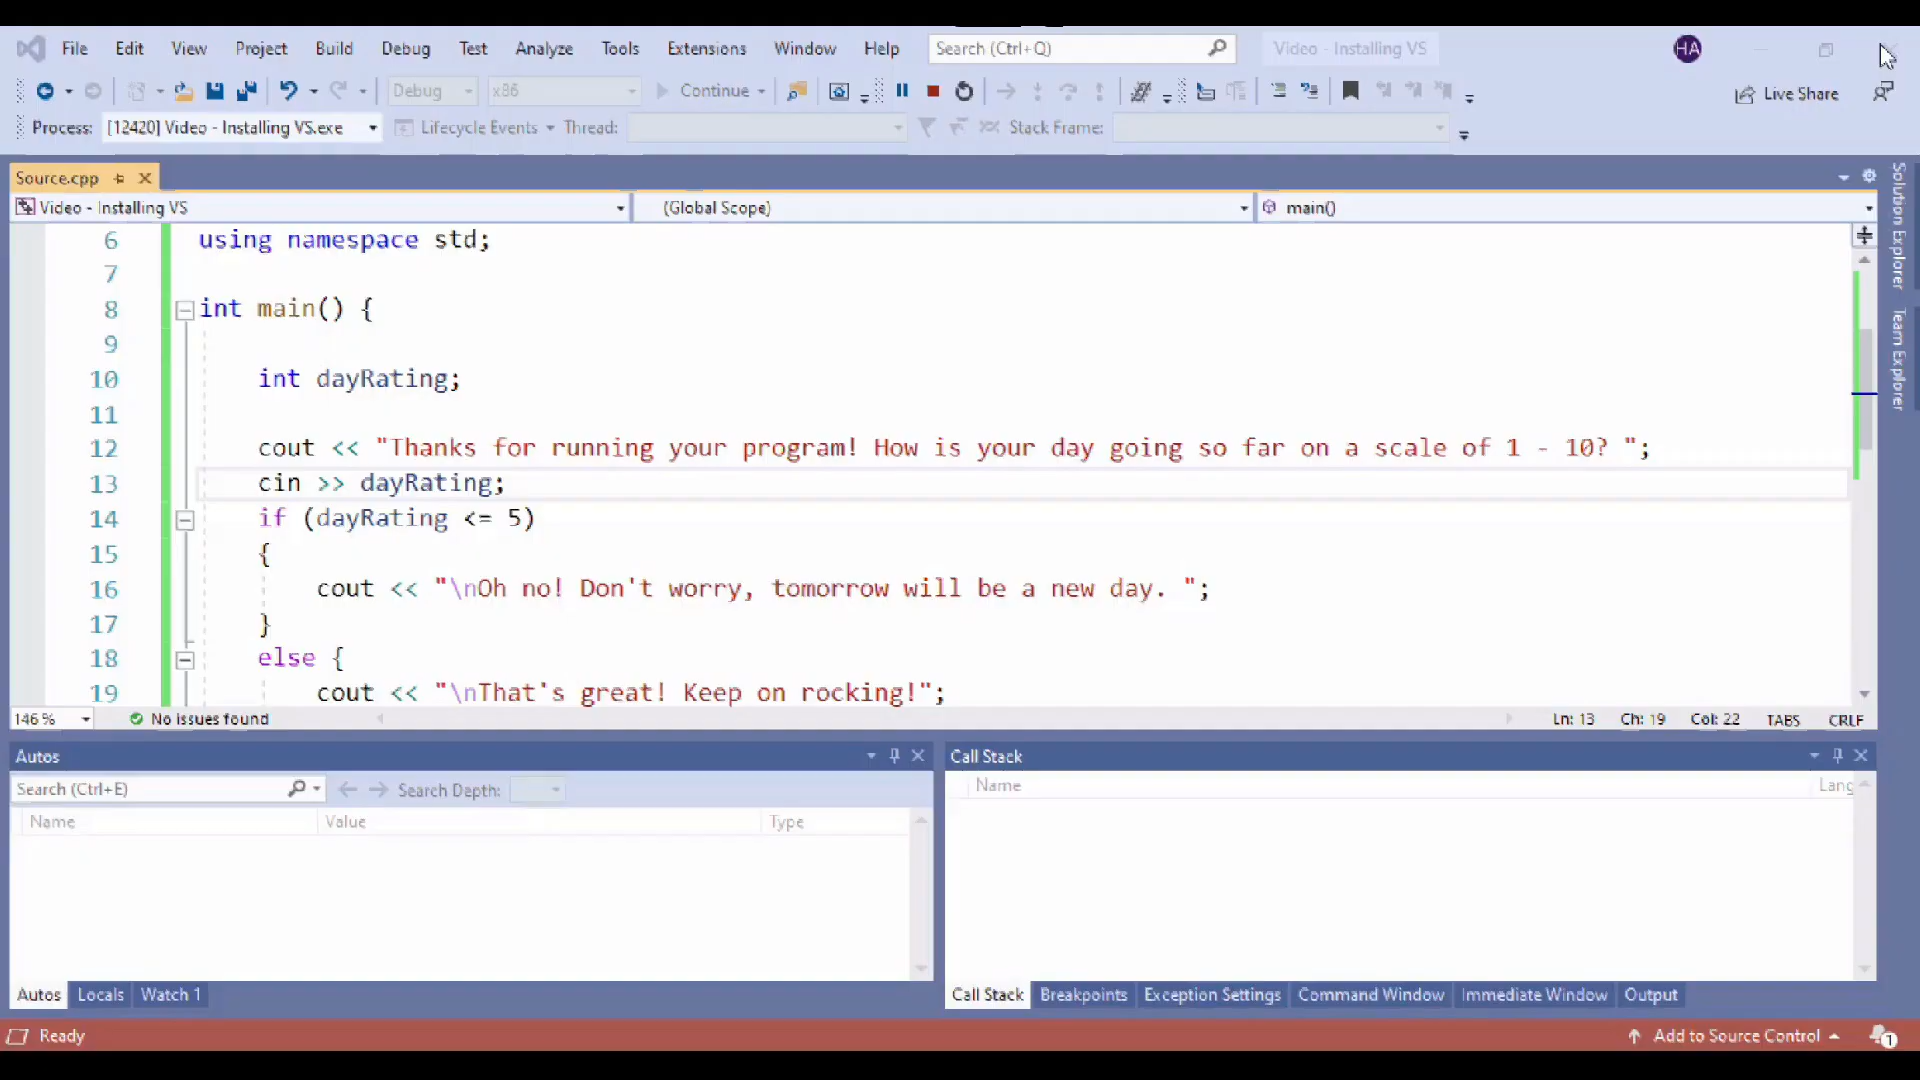 File Edit View Project Build Debug Test Analyze Tools Extensions Window Help Search (Ctrl+Q) Video - Installing VS HA
Debug x86 Continue Live Share
Process: [12420] Video - Installing VS.exe Lifecycle Events Thread: Stack Frame:
Source.cpp
Video - Installing VS (Global Scope) main()
6 using namespace std;
7
8 int main() {
9
10 int dayRating;
11
12 cout << "Thanks for running your program! How is your day going so far on a scale of 1 - 10? ";
13 cin >> dayRating;
14 if (dayRating <= 5)
15 {
16 cout << "\nOh no! Don't worry, tomorrow will be a new day. ";
17 }
18 else {
19 cout << "\nThat's great! Keep on rocking!";
146 % No issues found Ln: 13 Ch: 19 Col: 22 TABS CRLF
Solution Explorer
Team Explorer
Autos
Search (Ctrl+E) Search Depth:
Name Value Type
Autos Locals Watch 1
Call Stack
Name Lang
Call Stack Breakpoints Exception Settings Command Window Immediate Window Output
Ready Add to Source Control 1